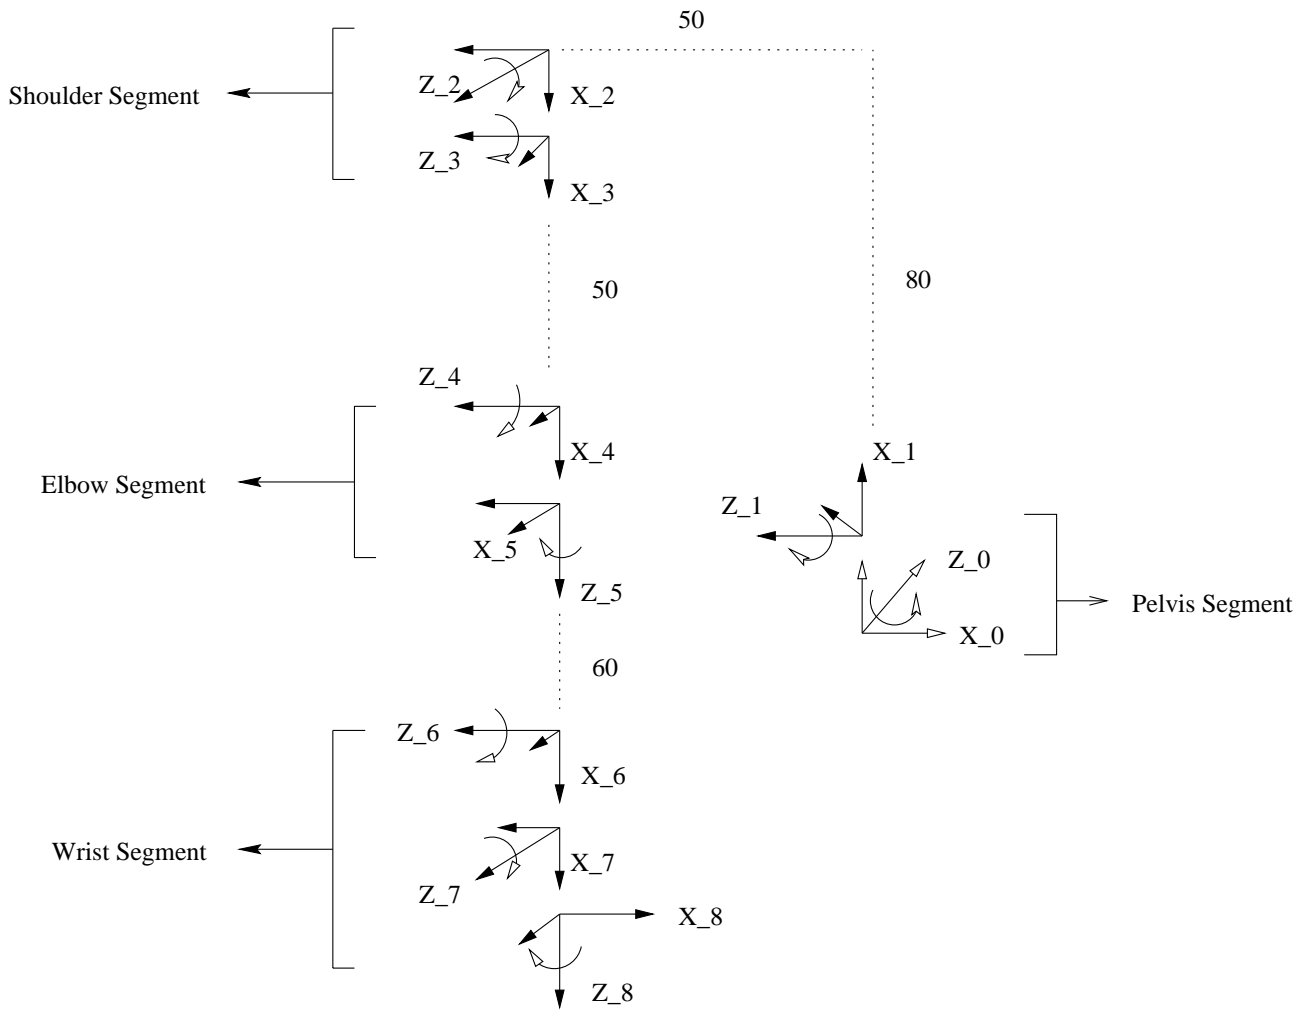 50
Z_2
X_2
Shoulder Segment
Z_3
X_3
50
80
Z_4
X_4
X_1
Elbow Segment
Z_1
X_5
Z_0
Z_5
Pelvis Segment
X_0
60
Z_6
X_6
Wrist Segment
X_7
Z_7
X_8
Z_8